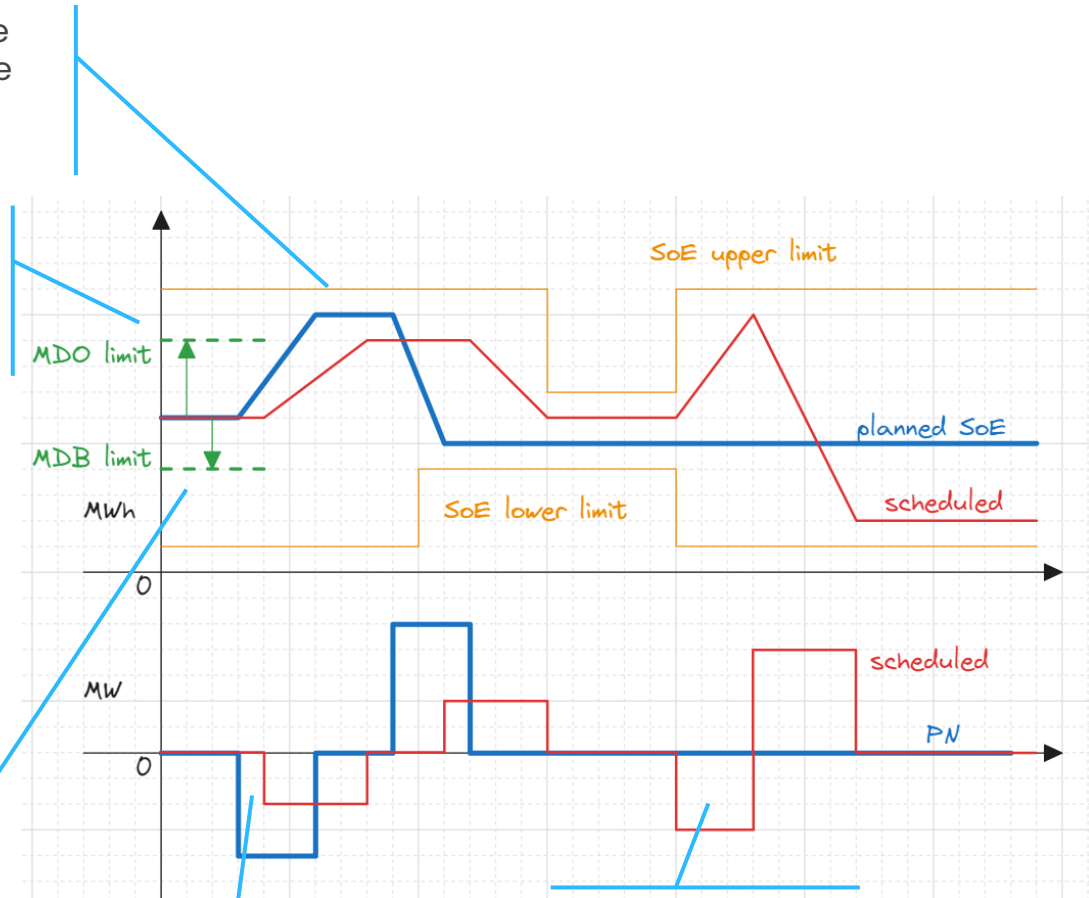 e
e
SoE upper limit
MDO limit
planned SoE
MDB limit
MWh
SoE lower limit
scheduled
0
scheduled
MW
PN
0